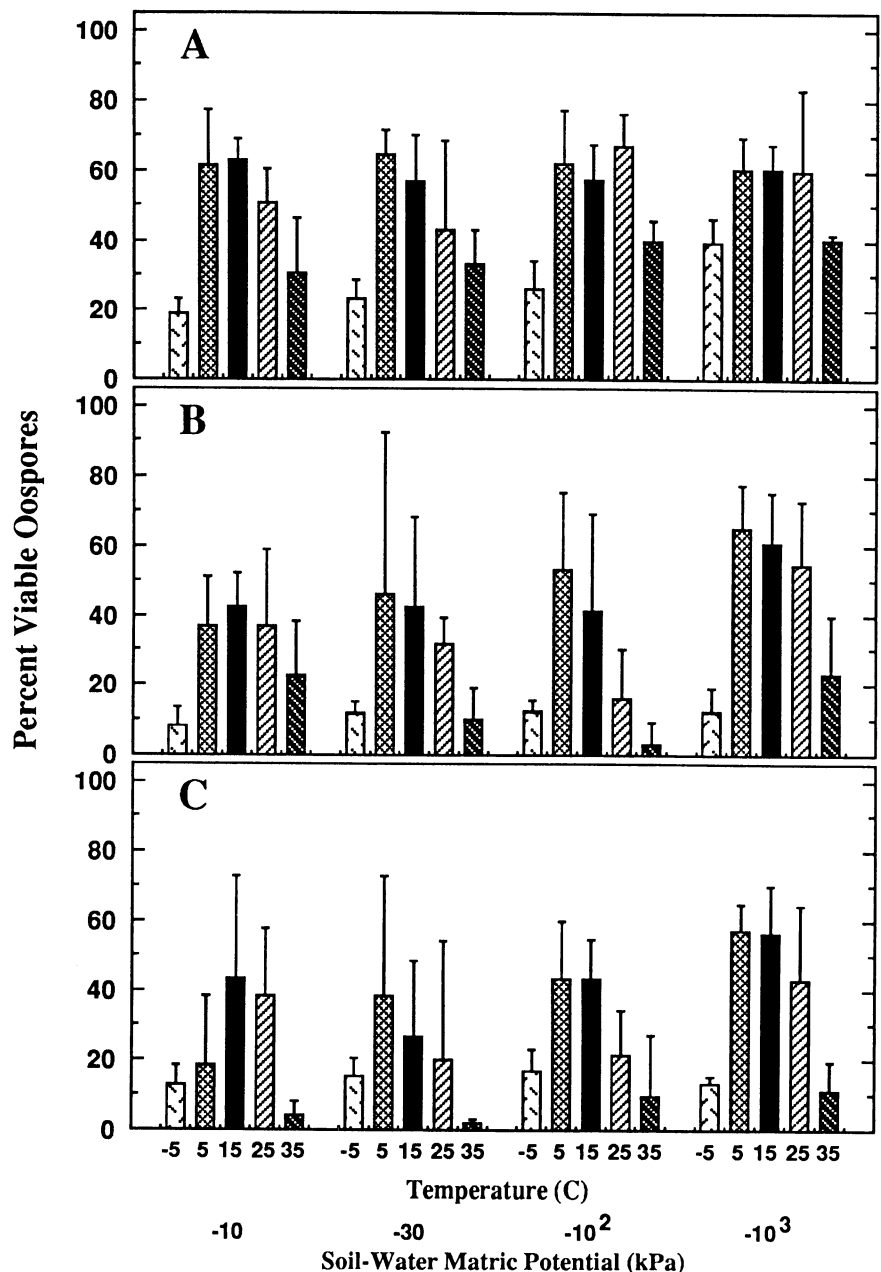 A
100
80
60
40
20
0
B
100
80
60
40
20
0
C
100
80
60
40
20
0
Percent Viable Oospores
-5 5 15 25 35 -5 5 15 25 35 -5 5 15 25 35 -5 5 15 25 35
Temperature (C)
-10 -30 -10² -10³
Soil-Water Matric Potential (kPa)